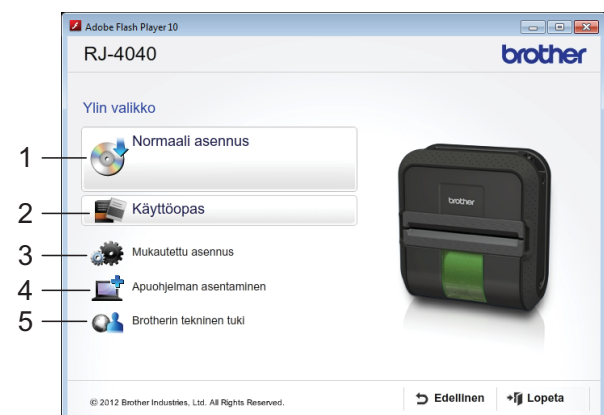 Adobe Flash Player 10
RJ-4040
brother
Ylin valikko
1
Normaali asennus
2
Käyttöopas
3
Mukautettu asennus
4
Apuohjelman asentaminen
5
Brotherin tekninen tuki
brother
© 2012 Brother Industries, Ltd. All Rights Reserved.
Edellinen
Lopeta